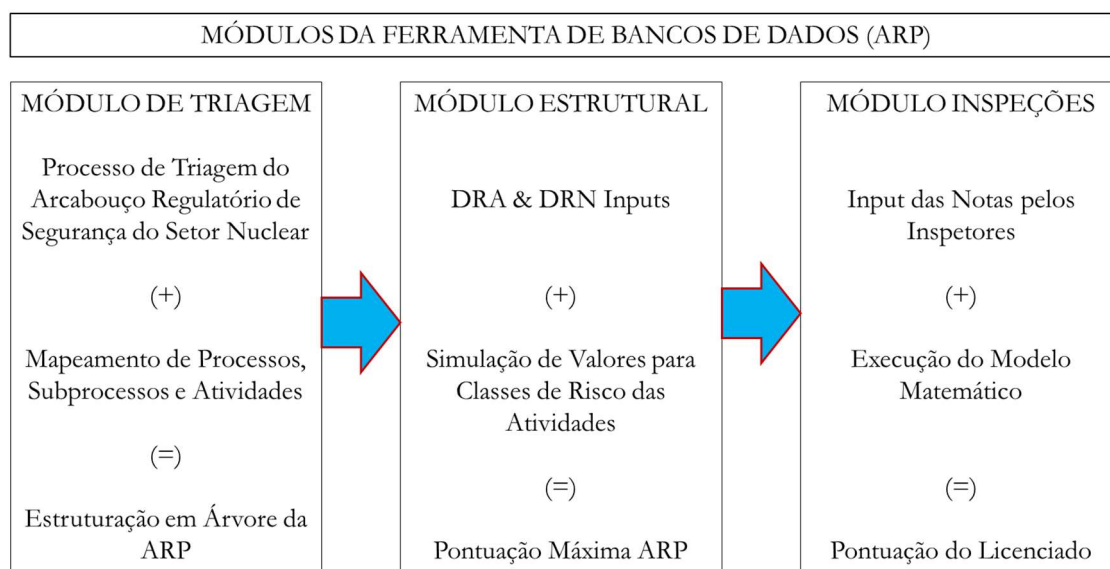 MÓDULOS DA FERRAMENTA DE BANCOS DE DADOS (ARP)
MÓDULO DE TRIAGEM
Processo de Triagem do
Arcabouço Regulatório de
Segurança do Setor Nuclear
(+)
Mapeamento de Processos,
Subprocessos e Atividades
(=)
Estruturação em Árvore da
ARP
MÓDULO ESTRUTURAL
DRA & DRN Inputs
(+)
Simulação de Valores para
Classes de Risco das
Atividades
(=)
Pontuação Máxima ARP
MÓDULO INSPEÇÕES
Input das Notas pelos
Inspetores
(+)
Execução do Modelo
Matemático
(=)
Pontuação do Licenciado